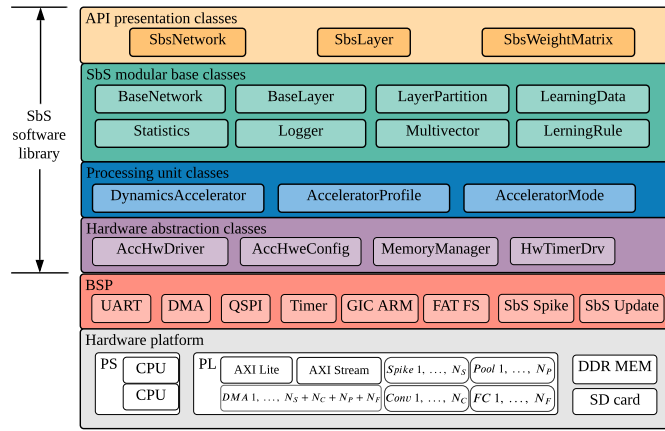 API presentation classes
SbsNetwork SbsLayer SbsWeightMatrix
SbS modular base classes
BaseNetwork BaseLayer LayerPartition LearningData
Statistics Logger Multivector LerningRule
SbS
software
library
Processing unit classes
DynamicsAccelerator AcceleratorProfile AcceleratorMode
Hardware abstraction classes
AccHwDriver AccHweConfig MemoryManager HwTimerDrv
BSP
UART DMA QSPI Timer GIC ARM FAT FS SbS Spike SbS Update
Hardware platform
PS CPU PL AXI Lite AXI Stream Spike 1, …, N_S Pool 1, …, N_P DDR MEM
CPU DMA 1, …, N_S + N_C + N_P + N_F Conv 1, …, N_C FC 1, …, N_F SD card